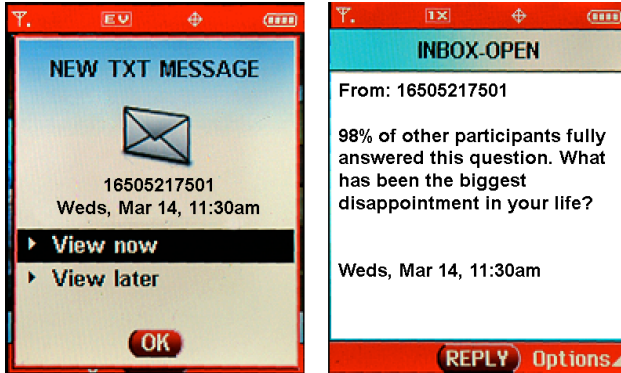 EV
NEW TXT MESSAGE
16505217501
Weds, Mar 14, 11:30am
View now
View later
OK
1X
INBOX-OPEN
From: 16505217501
98% of other participants fully
answered this question. What
has been the biggest
disappointment in your life?
Weds, Mar 14, 11:30am
REPLY Options